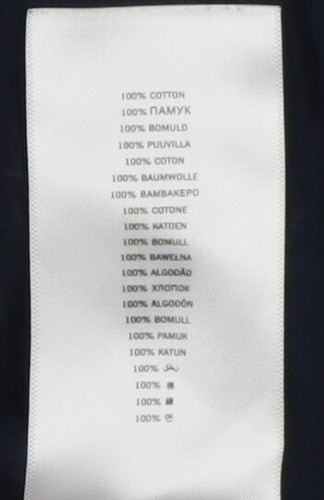 100% COTTON
100% ПАМУК
100% BOMULD
100% PUUVILLA
100% COTON
100% BAUMWOLLE
100% ΒΑΜΒΑΚΕΡΟ
100% COTONE
100% KATOEN
100% BOMULL
100% BAWEŁNA
100% ALGODÃO
100% ХЛОПОК
100% ALGODÓN
100% BOMULL
100% PAMUK
100% KATUN
100%
100%
100%
100% 면